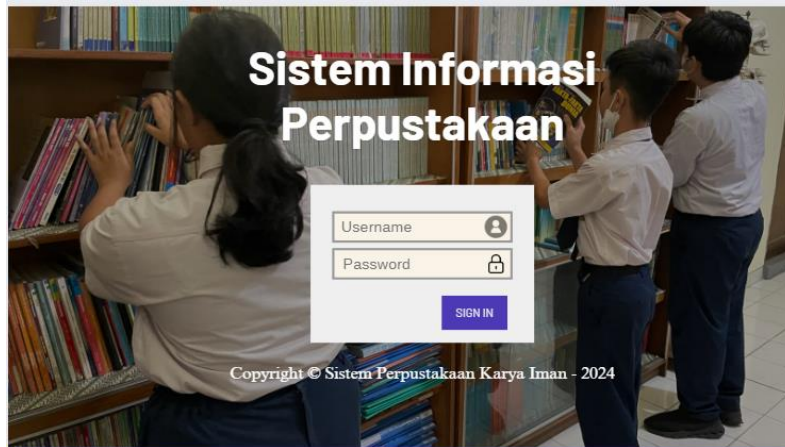 Sistem Informasi
Perpustakaan
Username
Password
SIGN IN
Copyright © Sistem Perpustakaan Karya Iman - 2024